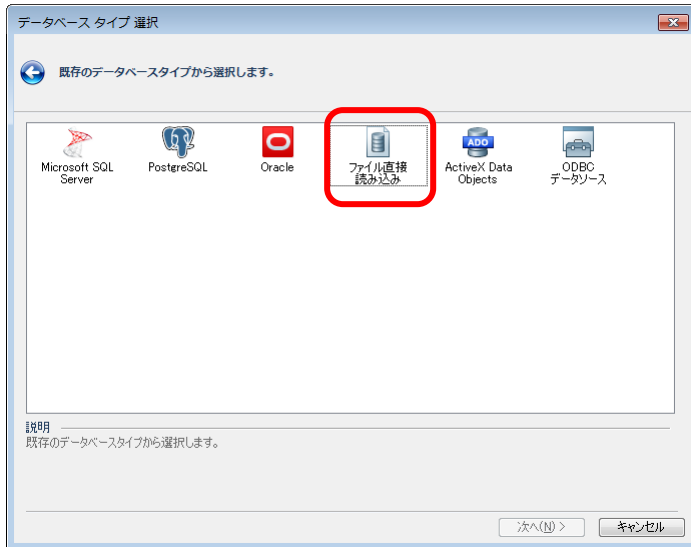 データベース タイプ 選択
既存のデータベースタイプから選択します。
Microsoft SQL
Server
PostgreSQL
Oracle
ファイル直接
読み込み
ADO
ActiveX Data
Objects
ODBC
データソース
説明
既存のデータベースタイプから選択します。
次へ(N) >
キャンセル